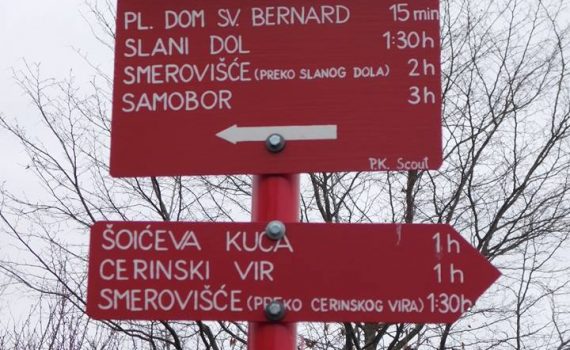 PL. DOM SV. BERNARD 15 min
SLANI DOL 1:30 h
SMEROVIŠĆE (PREKO SLANOG DOLA) 2 h
SAMOBOR 3 h
P.K. Scout
ŠOIĆEVA KUĆA 1 h
CERINSKI VIR 1 h
SMEROVIŠĆE (PREKO CERINSKOG VIRA) 1:30 h